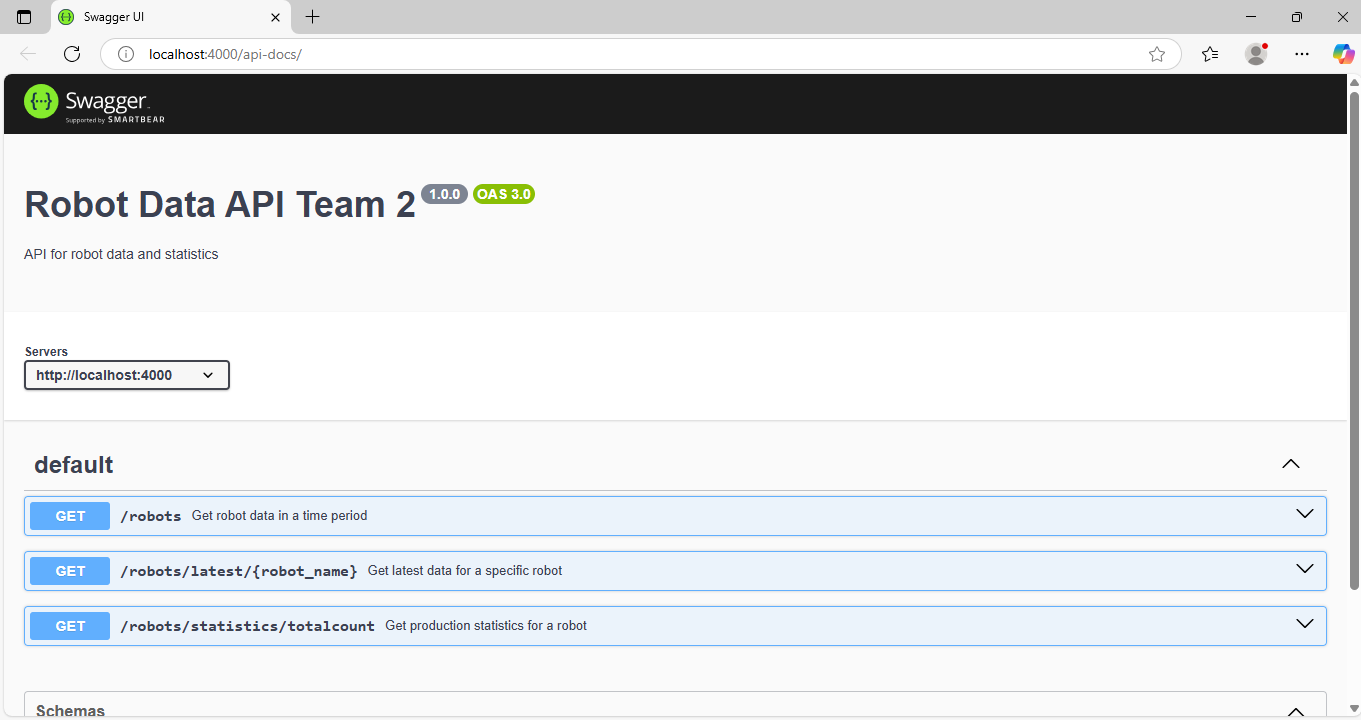 Swagger UI
localhost:4000/api-docs/
{···} Swagger
Supported by SMARTBEAR
Robot Data API Team 2 1.0.0 OAS 3.0
API for robot data and statistics
Servers
http://localhost:4000
default
GET /robots Get robot data in a time period
GET /robots/latest/{robot_name} Get latest data for a specific robot
GET /robots/statistics/totalcount Get production statistics for a robot
Schemas